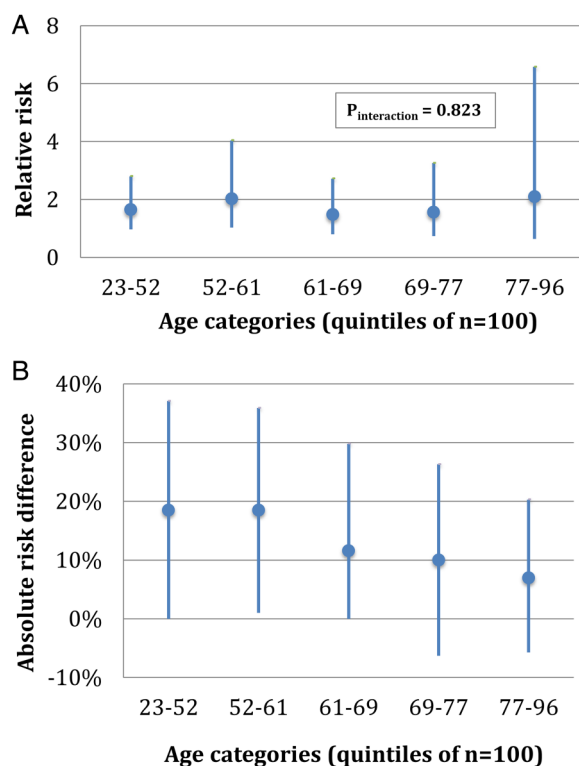 A
8
6
4
2
0
Relative risk
P interaction = 0.823
23-52 52-61 61-69 69-77 77-96
Age categories (quintiles of n=100)
B
40%
30%
20%
10%
0%
-10%
Absolute risk difference
23-52 52-61 61-69 69-77 77-96
Age categories (quintiles of n=100)